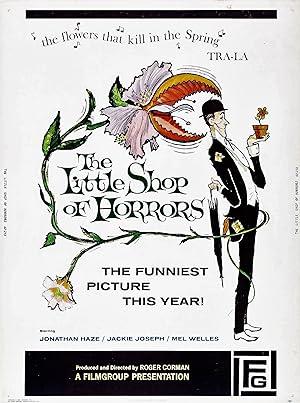 the flowers that kill in the Spring
TRA-LA
The
Little Shop
OF HORRORS
THE FUNNIEST
PICTURE
THIS YEAR!
Starring
JONATHAN HAZE / JACKIE JOSEPH / MEL WELLES
Produced and Directed by ROGER CORMAN
A FILMGROUP PRESENTATION
FG